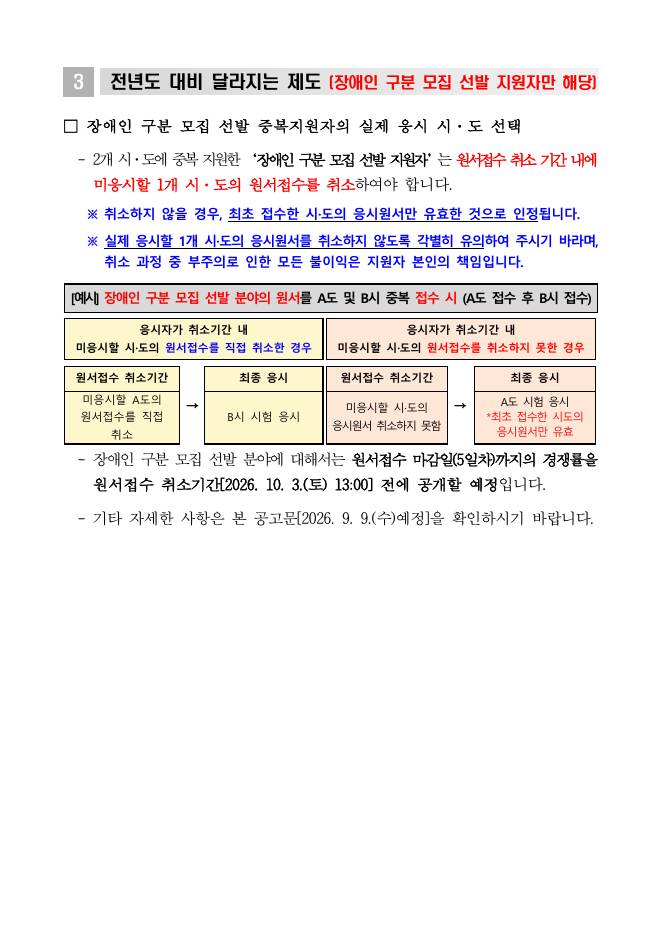 3 전년도 대비 달라지는 제도 (장애인 구분 모집 선발 지원자만 해당)
□ 장애인 구분 모집 선발 중복지원자의 실제 응시 시·도 선택
- 2개 시·도에 중복 지원한 ‘장애인 구분 모집 선발 지원자’는 원서접수 취소 기간 내에
미응시할 1개 시·도의 원서접수를 취소하여야 합니다.
※ 취소하지 않을 경우, 최초 접수한 시·도의 응시원서만 유효한 것으로 인정됩니다.
※ 실제 응시할 1개 시·도의 응시원서를 취소하지 않도록 각별히 유의하여 주시기 바라며,
취소 과정 중 부주의로 인한 모든 불이익은 지원자 본인의 책임입니다.
[예시] 장애인 구분 모집 선발 분야의 원서를 A도 및 B시 중복 접수 시 (A도 접수 후 B시 접수)
응시자가 취소기간 내
미응시할 시·도의 원서접수를 직접 취소한 경우
응시자가 취소기간 내
미응시할 시·도의 원서접수를 취소하지 못한 경우
원서접수 취소기간
미응시할 A도의
원서접수를 직접
취소
→
최종 응시
B시 시험 응시
원서접수 취소기간
미응시할 시·도의
응시원서 취소하지 못함
→
최종 응시
A도 시험 응시
*최초 접수한 시도의
응시원서만 유효
- 장애인 구분 모집 선발 분야에 대해서는 원서접수 마감일(5일차)까지의 경쟁률을
원서접수 취소기간[2026. 10. 3.(토) 13:00] 전에 공개할 예정입니다.
- 기타 자세한 사항은 본 공고문[2026. 9. 9.(수)예정]을 확인하시기 바랍니다.